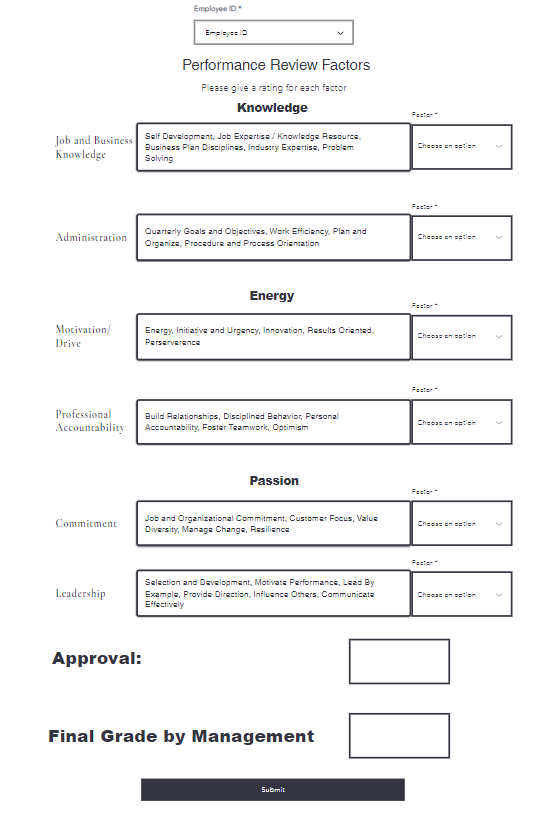 Employee ID *
Employee ID
Performance Review Factors
Please give a rating for each factor
Knowledge
Factor *
Job and Business
Knowledge
Self Development, Job Expertise / Knowledge Resource,
Business Plan Disciplines, Industry Expertise, Problem
Solving
Choose an option
Factor *
Administration
Quarterly Goals and Objectives, Work Efficiency, Plan and
Organize, Procedure and Process Orientation
Choose an option
Energy
Factor *
Motivation/
Drive
Energy, Initiative and Urgency, Innovation, Results Oriented,
Perserverence
Choose an option
Factor *
Professional
Accountability
Build Relationships, Disciplined Behavior, Personal
Accountability, Foster Teamwork, Optimism
Choose an option
Passion
Factor *
Commitment
Job and Organizational Commitment, Customer Focus, Value
Diversity, Manage Change, Resilience
Choose an option
Factor *
Leadership
Selection and Development, Motivate Performance, Lead By
Example, Provide Direction, Influence Others, Communicate
Effectively
Choose an option
Approval:
Final Grade by Management
Submit